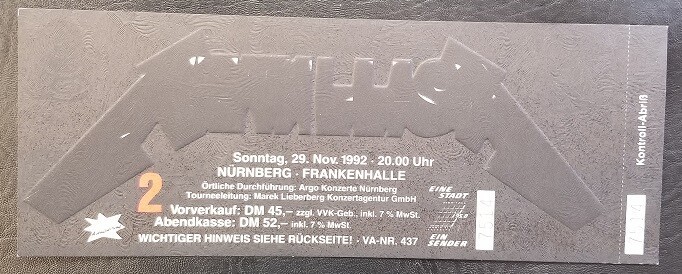 Sonntag, 29. Nov. 1992 · 20.00 Uhr
NÜRNBERG · FRANKENHALLE
Örtliche Durchführung: Argo Konzerte Nürnberg
Tourneeleitung: Marek Lieberberg Konzertagentur GmbH
2
Vorverkauf: DM 45,– zzgl. VVK-Geb. inkl. 7 % MwSt.
Abendkasse: DM 52,– inkl. 7 % MwSt.
WICHTIGER HINWEIS SIEHE RÜCKSEITE! · VA-NR. 437
EINE
STADT
EIN
SENDER
Kontroll-Abriß